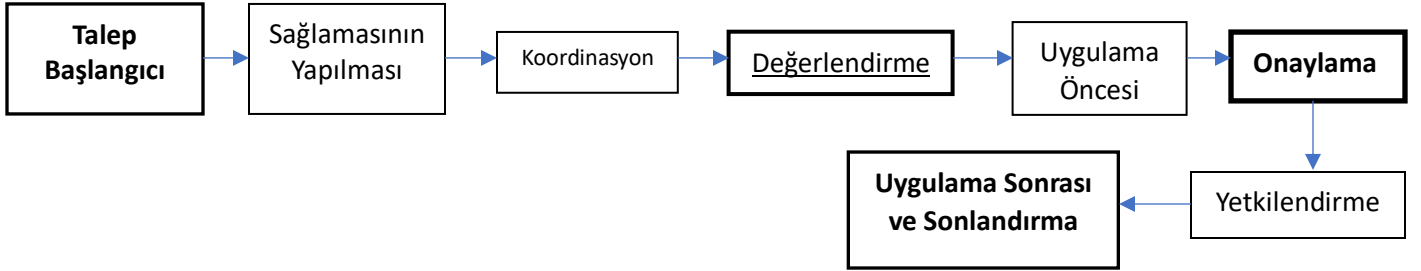 Talep
Başlangıcı
Sağlamasının
Yapılması
Koordinasyon
Değerlendirme
Uygulama
Öncesi
Onaylama
Yetkilendirme
Uygulama Sonrası
ve Sonlandırma